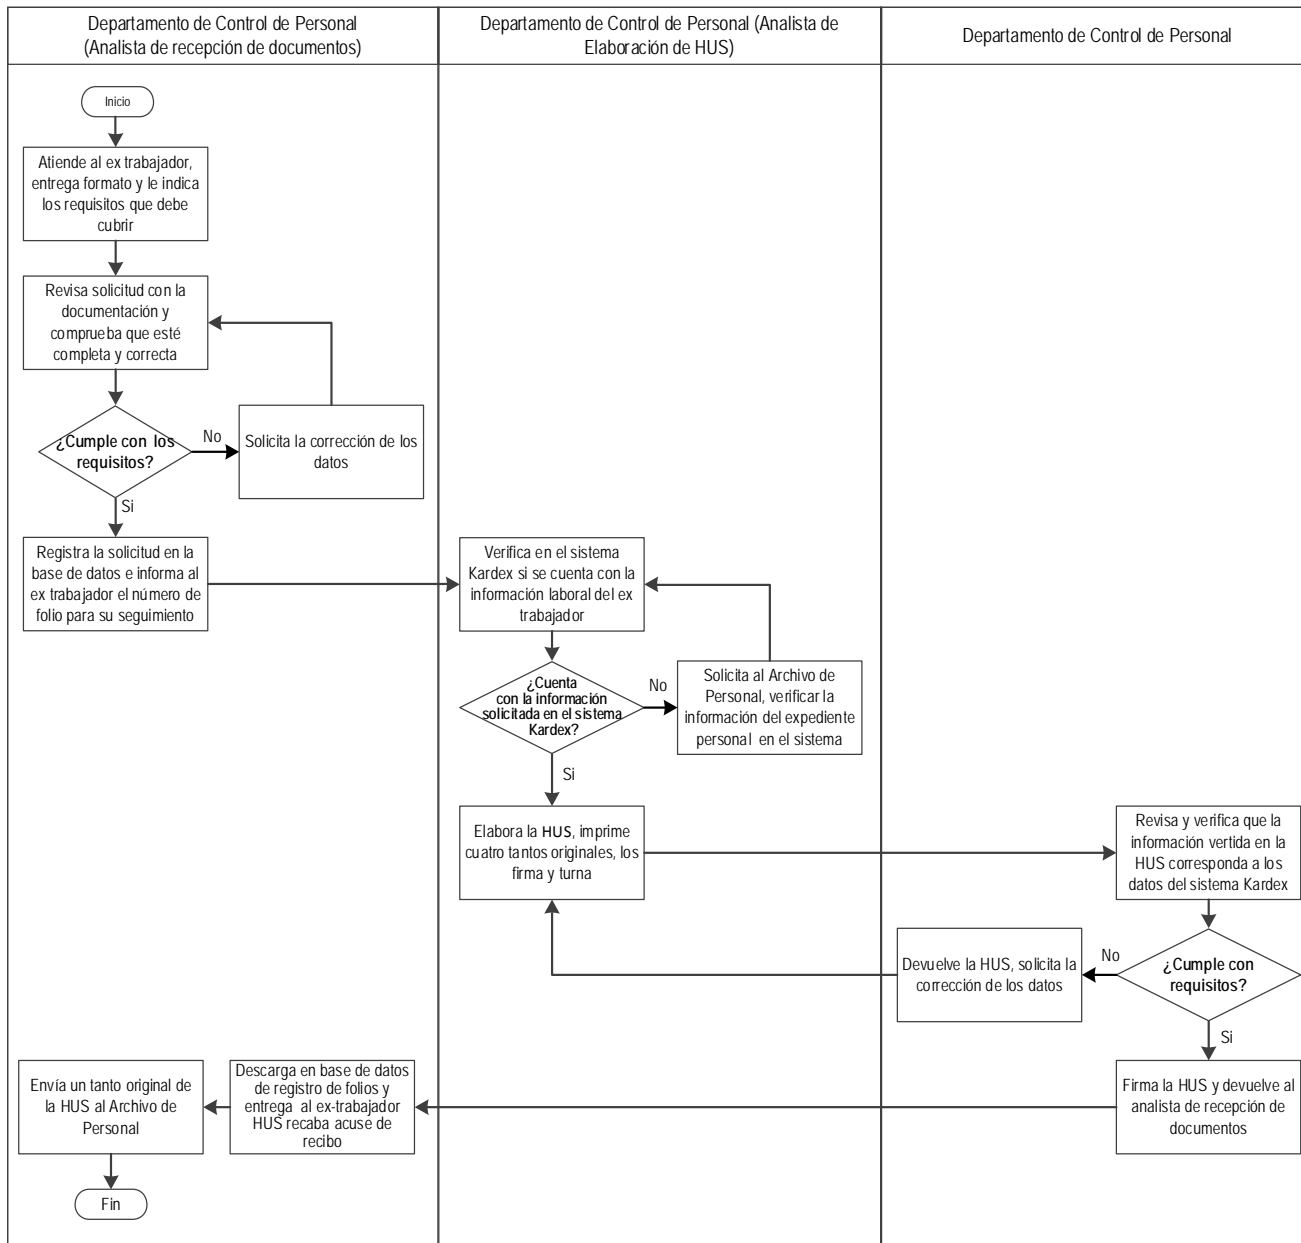 Departamento de Control de Personal
(Analista de recepción de documentos)
Departamento de Control de Personal (Analista de
Elaboración de HUS)
Departamento de Control de Personal
Inicio
Atiende al ex trabajador,
entrega formato y le indica
los requisitos que debe
cubrir
Revisa solicitud con la
documentación y
comprueba que esté
completa y correcta
¿Cumple con los
requisitos?
No
Solicita la corrección de los
datos
Si
Registra la solicitud en la
base de datos e informa al
ex trabajador el número de
folio para su seguimiento
Verifica en el sistema
Kardex si se cuenta con la
información laboral del ex
trabajador
¿Cuenta
con la información
solicitada en el sistema
Kardex?
No
Solicita al Archivo de
Personal, verificar la
información del expediente
personal en el sistema
Si
Elabora la HUS, imprime
cuatro tantos originales, los
firma y turna
Revisa y verifica que la
información vertida en la
HUS corresponda a los
datos del sistema Kardex
¿Cumple con
requisitos?
No
Devuelve la HUS, solicita la
corrección de los datos
Si
Firma la HUS y devuelve al
analista de recepción de
documentos
Descarga en base de datos
de registro de folios y
entrega al ex-trabajador
HUS recaba acuse de
recibo
Envía un tanto original de
la HUS al Archivo de
Personal
Fin